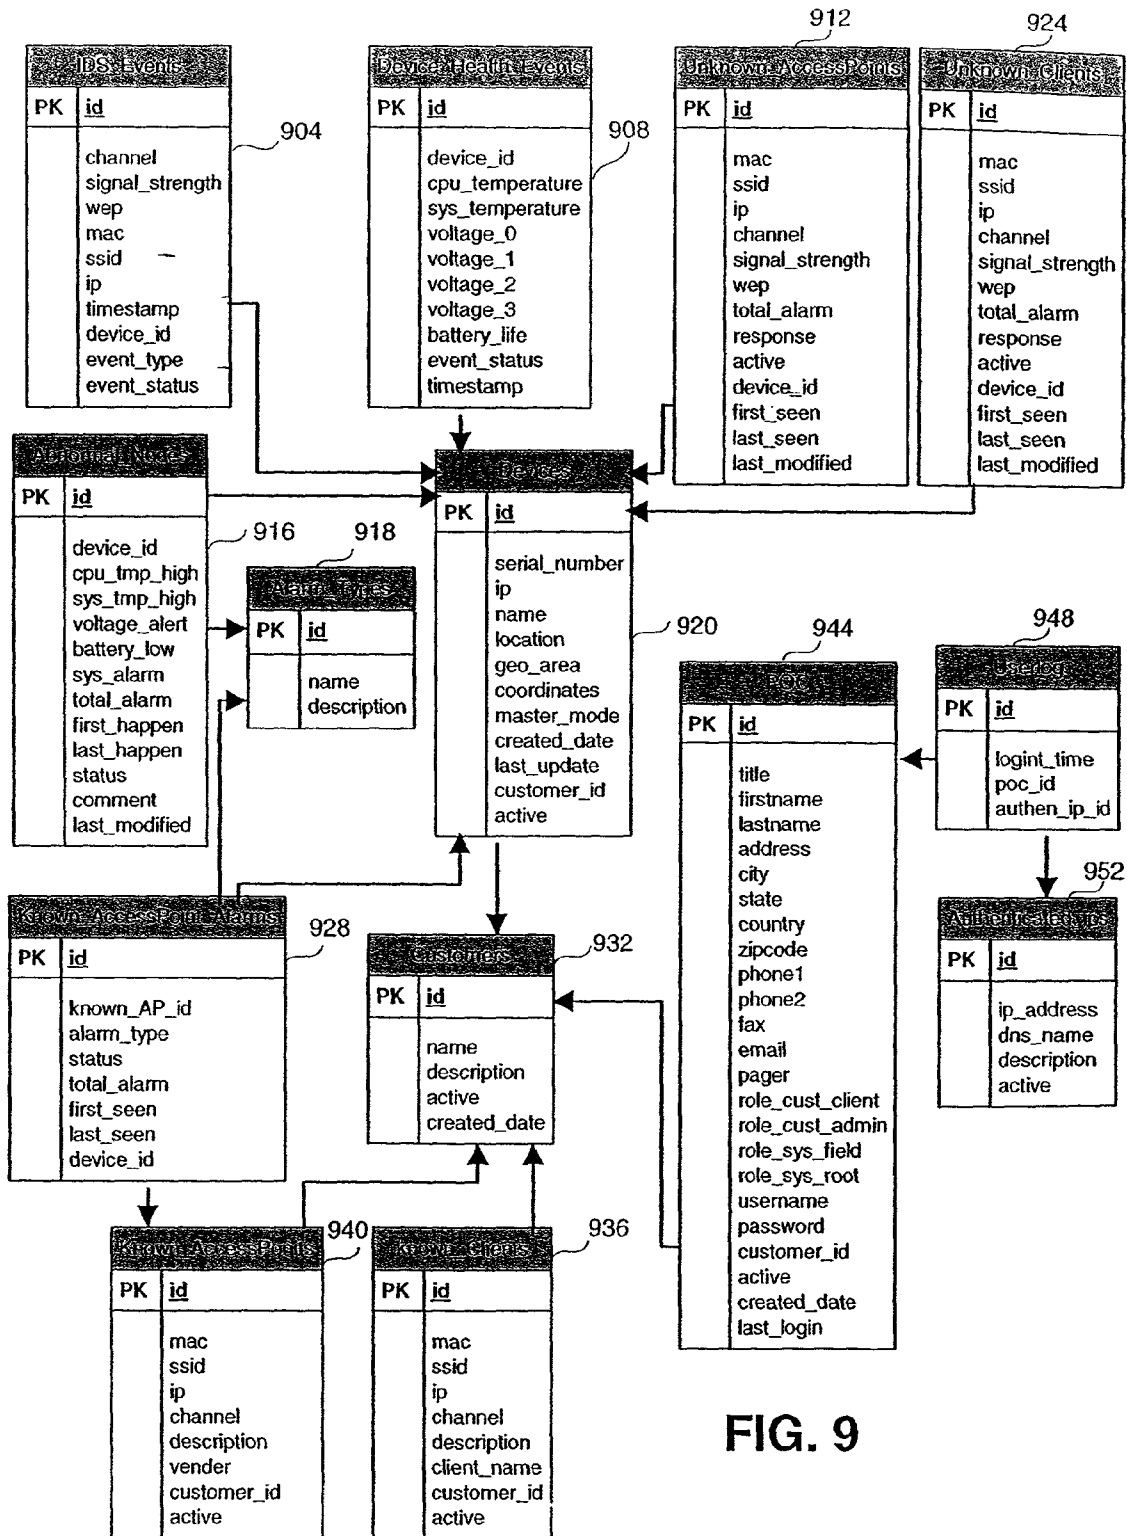 912
924
IDS_Events
PK id
channel
signal_strength
wep
mac
ssid
ip
timestamp
device_id
event_type
event_status
904
Device_Health_Events
PK id
device_id
cpu_temperature
sys_temperature
voltage_0
voltage_1
voltage_2
voltage_3
battery_life
event_status
timestamp
908
Unknown_AccessPoints
PK id
mac
ssid
ip
channel
signal_strength
wep
total_alarm
response
active
device_id
first_seen
last_seen
last_modified
Unknown_Clients
PK id
mac
ssid
ip
channel
signal_strength
wep
total_alarm
response
active
device_id
first_seen
last_seen
last_modified
Abnormal_Nodes
PK id
device_id
cpu_tmp_high
sys_tmp_high
voltage_alert
battery_low
sys_alarm
total_alarm
first_happen
last_happen
status
comment
last_modified
916
918
Alarm_Types
PK id
name
description
Devices
PK id
serial_number
ip
name
location
geo_area
coordinates
master_mode
created_date
last_update
customer_id
active
920
944
PK id
title
firstname
lastname
address
city
state
country
zipcode
phone1
phone2
fax
email
pager
role_cust_client
role_cust_admin
role_sys_field
role_sys_root
username
password
customer_id
active
created_date
last_login
948
Userlog
PK id
logint_time
poc_id
authen_ip_id
952
PK id
ip_address
dns_name
description
active
Known_AccessPoint_Alarms
PK id
known_AP_id
alarm_type
status
total_alarm
first_seen
last_seen
device_id
928
Customers
PK id
name
description
active
created_date
932
Known_AccessPoints
PK id
mac
ssid
ip
channel
description
vender
customer_id
active
940
Known_Clients
PK id
mac
ssid
ip
channel
description
client_name
customer_id
active
936
FIG. 9